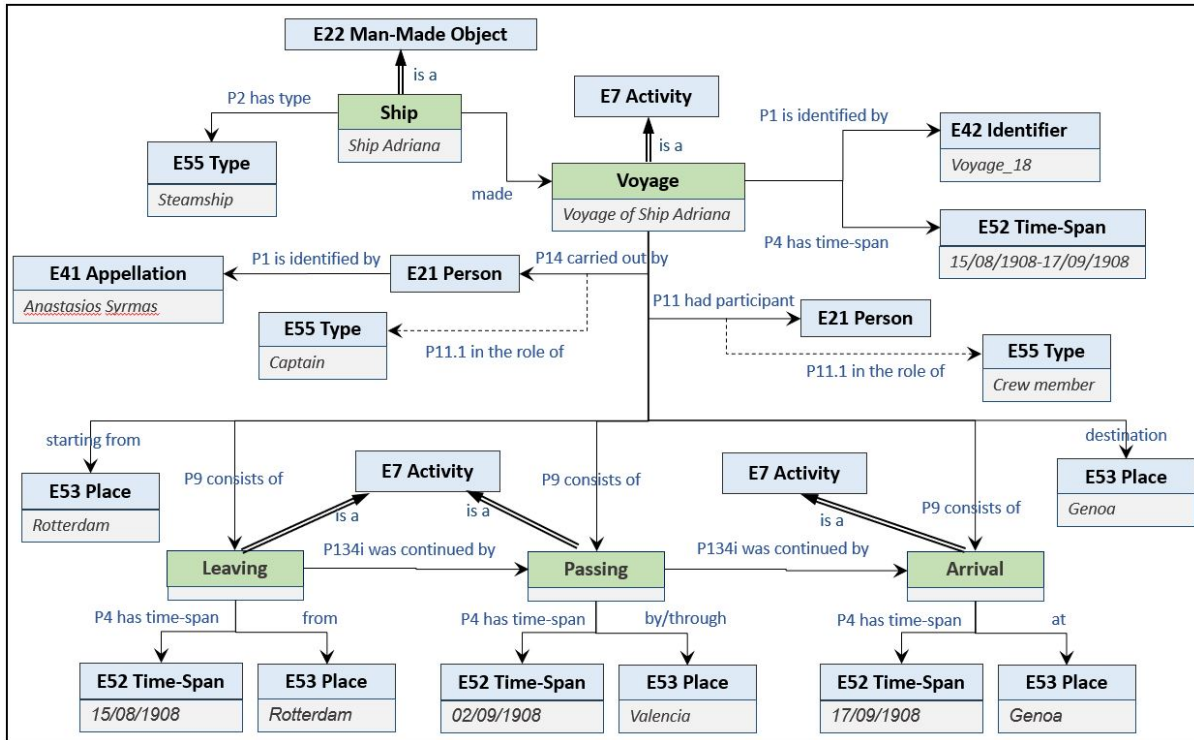 E22 Man-Made Object
is a
P2 has type
Ship
Ship Adriana
E55 Type
Steamship
made
E7 Activity
is a
Voyage
Voyage of Ship Adriana
P1 is identified by
E42 Identifier
Voyage_18
P4 has time-span
E52 Time-Span
15/08/1908-17/09/1908
E41 Appellation
Anastasios Syrmas
P1 is identified by
E21 Person
P14 carried out by
E55 Type
Captain
P11.1 in the role of
P11 had participant
E21 Person
P11.1 in the role of
E55 Type
Crew member
starting from
E53 Place
Rotterdam
P9 consists of
E7 Activity
is a
is a
P9 consists of
E7 Activity
is a
P9 consists of
destination
E53 Place
Genoa
Leaving
P134i was continued by
Passing
P134i was continued by
Arrival
P4 has time-span
from
P4 has time-span
by/through
P4 has time-span
at
E52 Time-Span
15/08/1908
E53 Place
Rotterdam
E52 Time-Span
02/09/1908
E53 Place
Valencia
E52 Time-Span
17/09/1908
E53 Place
Genoa